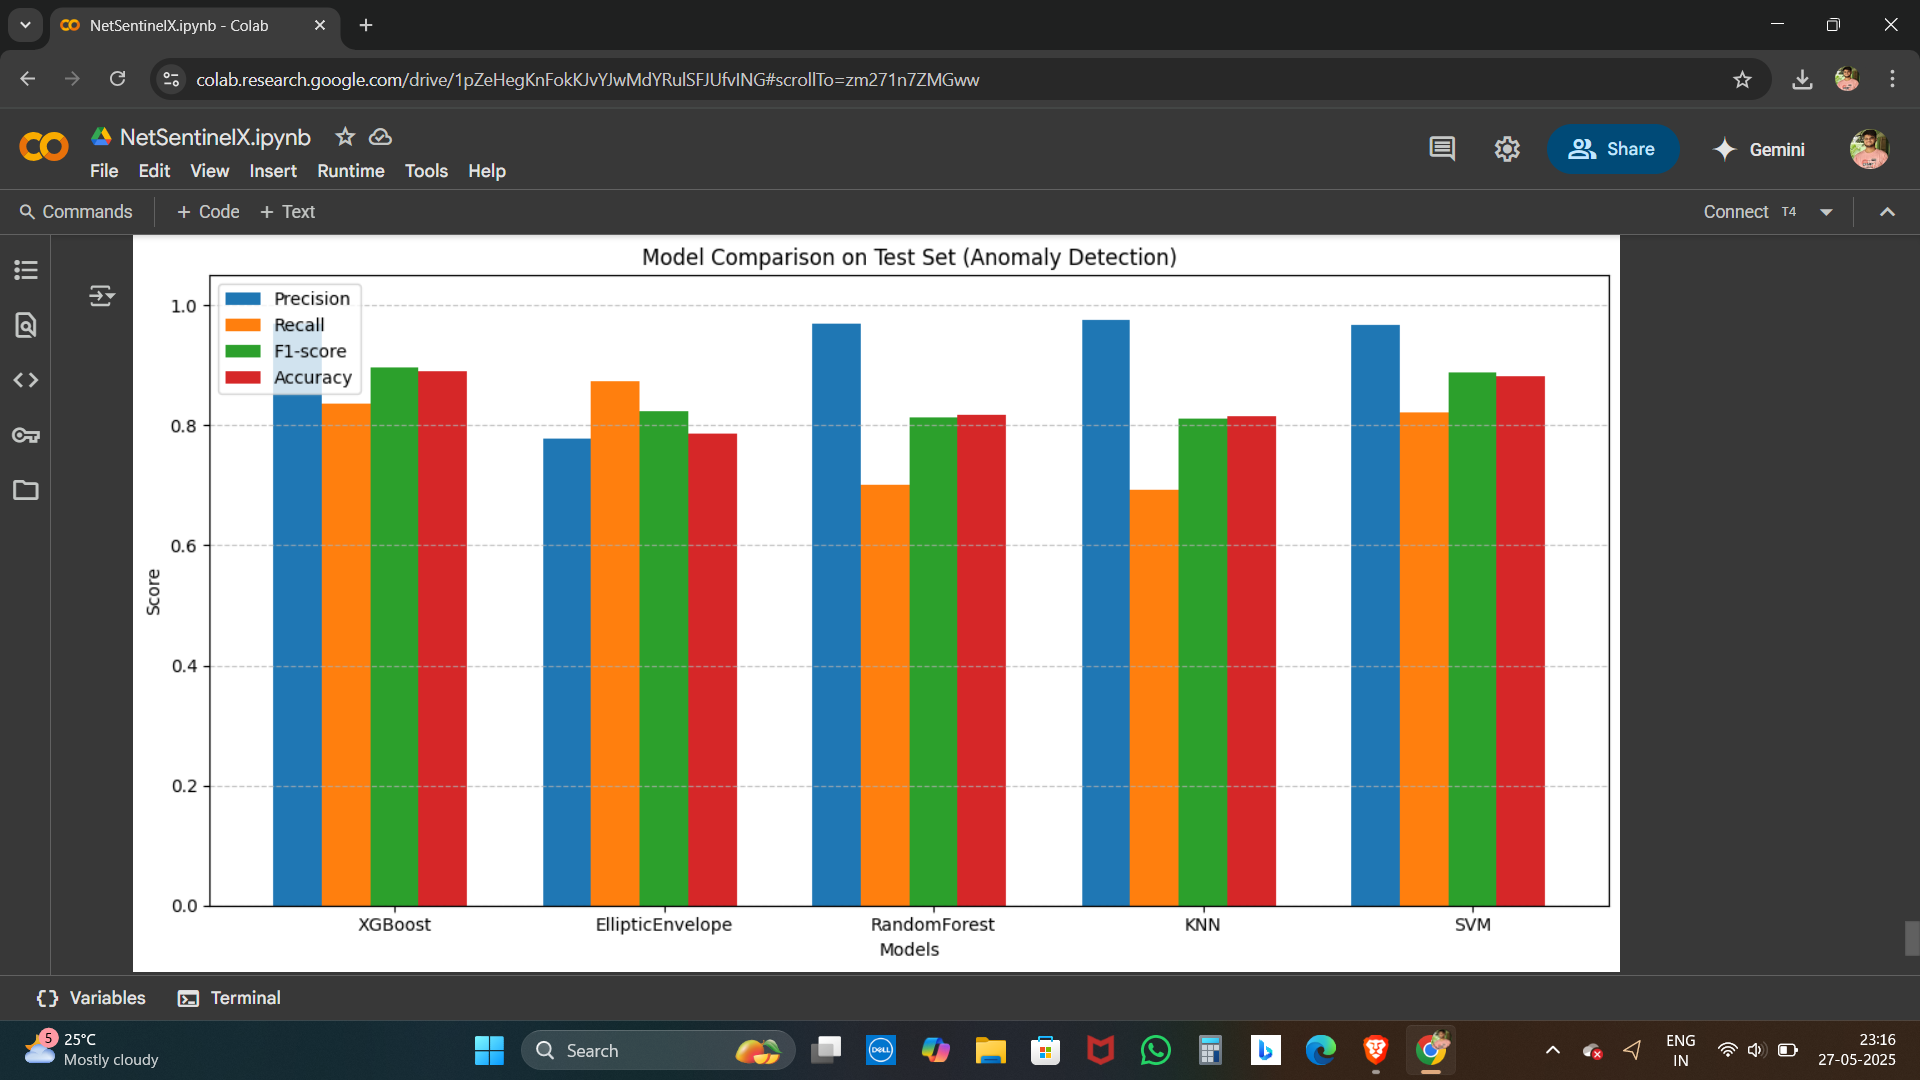 NetSentinelX.ipynb - Colab
colab.research.google.com/drive/1pZeHegKnFokKJvYJwMdYRulSFJUfvING#scrollTo=zm271n7ZMGww
NetSentinelX.ipynb
File Edit View Insert Runtime Tools Help
Share
Gemini
Commands + Code + Text
Connect T4
Model Comparison on Test Set (Anomaly Detection)
Precision
Recall
F1-score
Accuracy
1.0
0.8
0.6
0.4
0.2
0.0
Score
XGBoost EllipticEnvelope RandomForest KNN SVM
Models
Variables Terminal
5
25°C
Mostly cloudy
Search
DELL
ENG
IN
23:16
27-05-2025